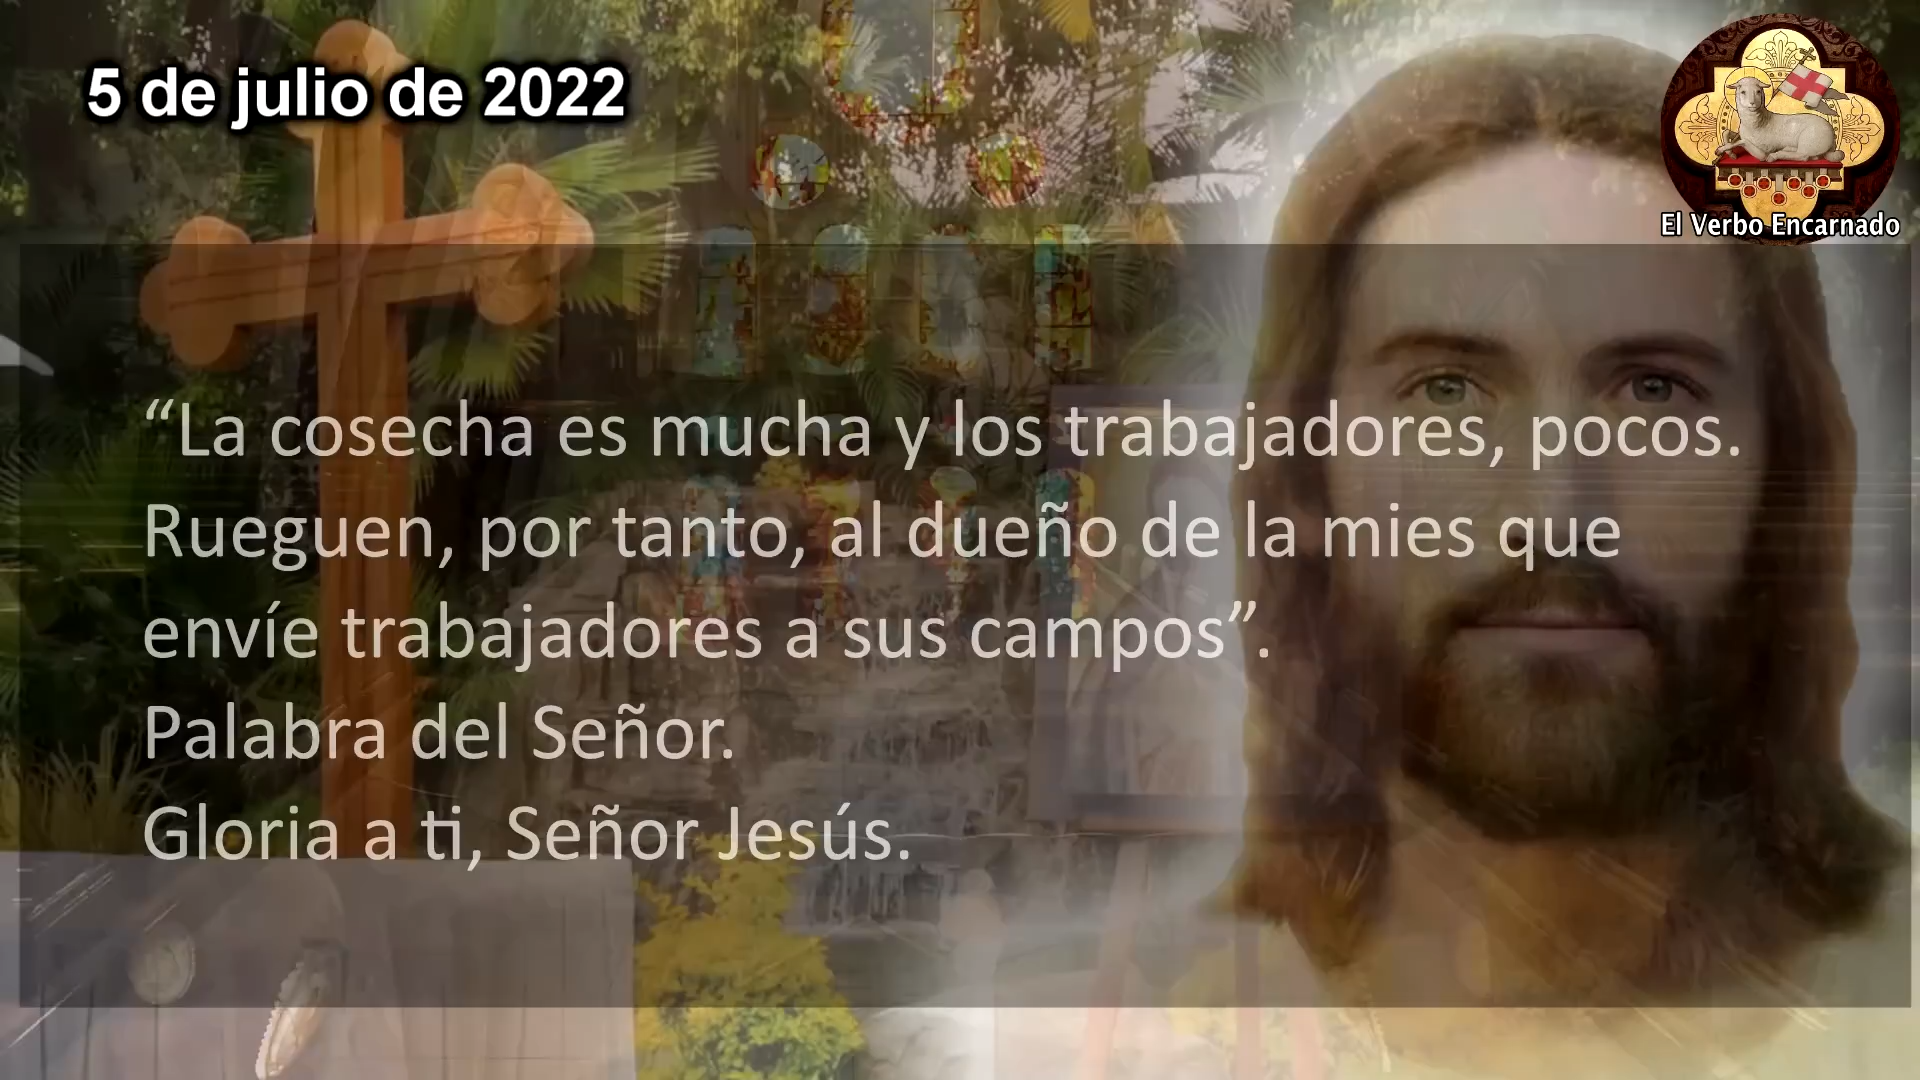 5 de julio de 2022
El Verbo Encarnado
“La cosecha es mucha y los trabajadores, pocos.
Rueguen, por tanto, al dueño de la mies que
envíe trabajadores a sus campos”.
Palabra del Señor.
Gloria a ti, Señor Jesús.